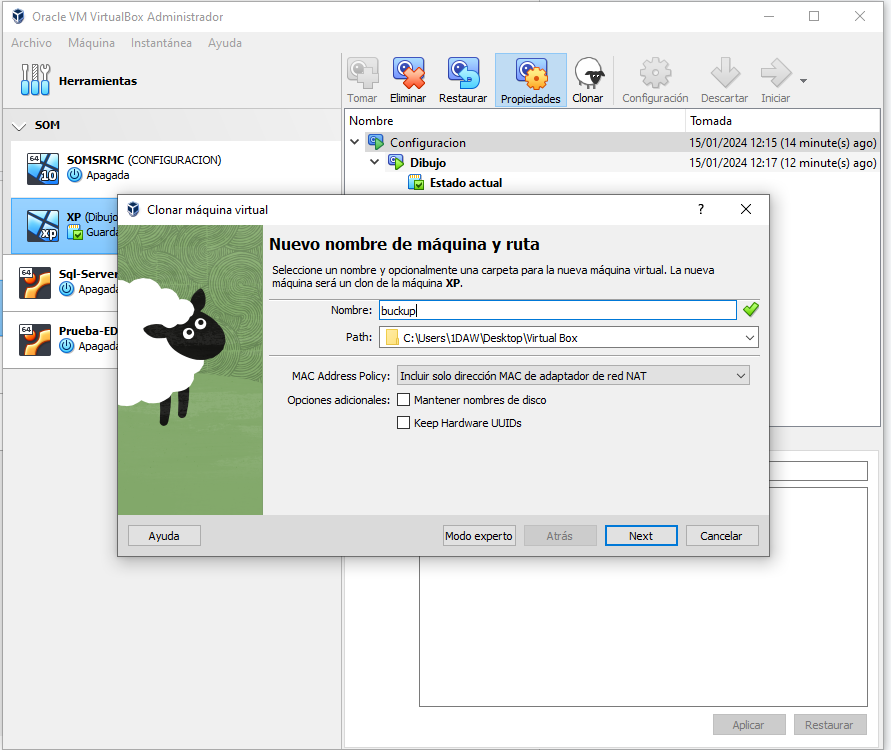 Oracle VM VirtualBox Administrador
Archivo Máquina Instantánea Ayuda
Herramientas
Tomar Eliminar Restaurar Propiedades Clonar Configuración Descartar Iniciar
SOM
64
10
SOMSRMC (CONFIGURACION)
Apagada
xp
XP (Dibujo
Guarda
64
Sql-Server
Apagada
64
Prueba-ED
Apagada
Nombre Tomada
Configuracion 15/01/2024 12:15 (14 minute(s) ago)
Dibujo 15/01/2024 12:17 (12 minute(s) ago)
Estado actual
Clonar máquina virtual
?
Nuevo nombre de máquina y ruta
Seleccione un nombre y opcionalmente una carpeta para la nueva máquina virtual. La nueva
máquina será un clon de la máquina XP.
Nombre: buckup
Path: C:\Users\1DAW\Desktop\Virtual Box
MAC Address Policy: Incluir solo dirección MAC de adaptador de red NAT
Opciones adicionales: Mantener nombres de disco
Keep Hardware UUIDs
Ayuda Modo experto Atrás Next Cancelar
Aplicar Restaurar